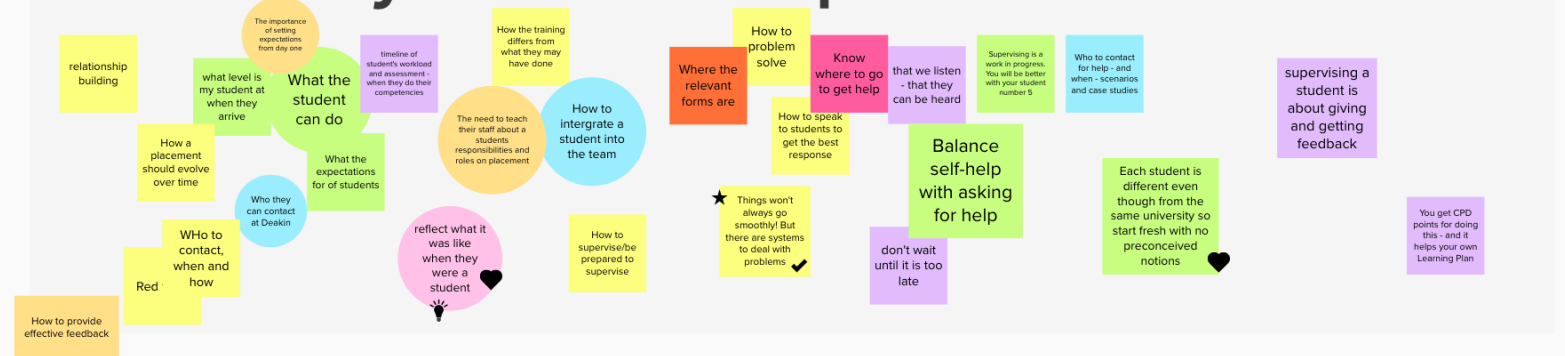 The importance
of setting
expectations
from day one
relationship
building
what level is
my student at
when they
arrive
What the
student
can do
timeline of
student's workload
and assessment -
when they do their
competencies
How the training
differs from
what they may
have done
How a
placement
should evolve
over time
What the
expectations
for of students
Who they
can contact
at Deakin
WHo to
contact,
when and
how
Red
How to provide
effective feedback
The need to teach
their staff about a
students
responsibilities and
roles on placement
How to
intergrate a
student into
the team
reflect what it
was like
when they
were a
student
How to
supervise/be
prepared to
supervise
Where the
relevant
forms are
How to
problem
solve
Know
where to go
to get help
that we listen
- that they
can be heard
Supervising is a
work in progress.
You will be better
with your student
number 5
Who to contact
for help - and
when - scenarios
and case studies
How to speak
to students to
get the best
response
Things won't
always go
smoothly! But
there are systems
to deal with
problems
Balance
self-help
with asking
for help
don't wait
until it is too
late
Each student is
different even
though from the
same university so
start fresh with no
preconceived
notions
supervising a
student is
about giving
and getting
feedback
You get CPD
points for doing
this - and it
helps your own
Learning Plan